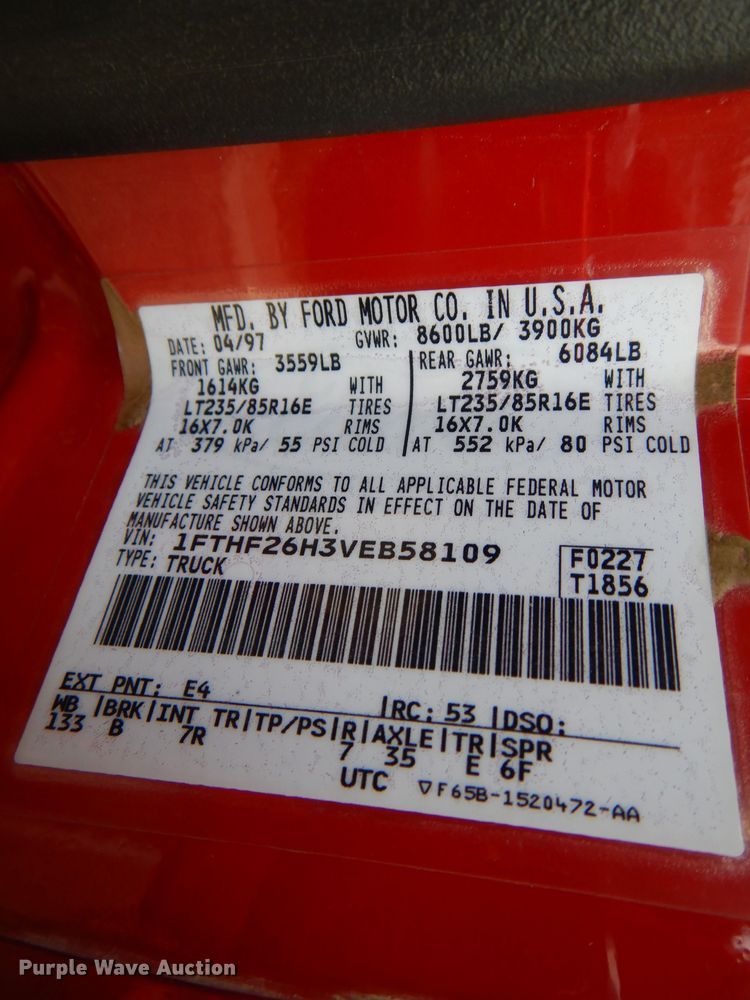 MFD. BY FORD MOTOR CO. IN U.S.A.
DATE: 04/97 GVWR: 8600LB/ 3900KG
FRONT GAWR: 3559LB REAR GAWR: 6084LB
1614KG WITH 2759KG WITH
LT235/85R16E TIRES LT235/85R16E TIRES
16X7.0K RIMS 16X7.0K RIMS
AT 379 kPa/ 55 PSI COLD AT 552 kPa/ 80 PSI COLD
THIS VEHICLE CONFORMS TO ALL APPLICABLE FEDERAL MOTOR
VEHICLE SAFETY STANDARDS IN EFFECT ON THE DATE OF
MANUFACTURE SHOWN ABOVE.
VIN: 1FTHF26H3VEB58109 F0227
TYPE: TRUCK T1856
EXT PNT: E4 |RC: 53 |DSO:
WB |BRK|INT TR|TP/PS|R|AXLE|TR|SPR
133 B 7R 7 35 E 6F
UTC ▽F65B-1520472-AA
Purple Wave Auction